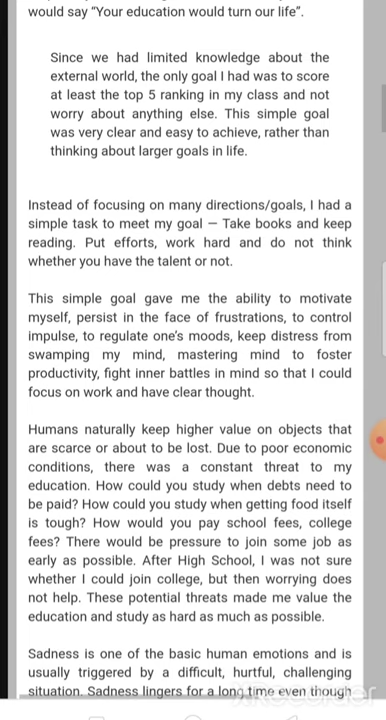 would say “Your education would turn our life”.
Since we had limited knowledge about the
external world, the only goal I had was to score
at least the top 5 ranking in my class and not
worry about anything else. This simple goal
was very clear and easy to achieve, rather than
thinking about larger goals in life.
Instead of focusing on many directions/goals, I had a
simple task to meet my goal — Take books and keep
reading. Put efforts, work hard and do not think
whether you have the talent or not.
This simple goal gave me the ability to motivate
myself, persist in the face of frustrations, to control
impulse, to regulate one’s moods, keep distress from
swamping my mind, mastering mind to foster
productivity, fight inner battles in mind so that I could
focus on work and have clear thought.
Humans naturally keep higher value on objects that
are scarce or about to be lost. Due to poor economic
conditions, there was a constant threat to my
education. How could you study when debts need to
be paid? How could you study when getting food itself
is tough? How would you pay school fees, college
fees? There would be pressure to join some job as
early as possible. After High School, I was not sure
whether I could join college, but then worrying does
not help. These potential threats made me value the
education and study as hard as much as possible.
Sadness is one of the basic human emotions and is
usually triggered by a difficult, hurtful, challenging
situation. Sadness lingers for a long time even though
XRecorder